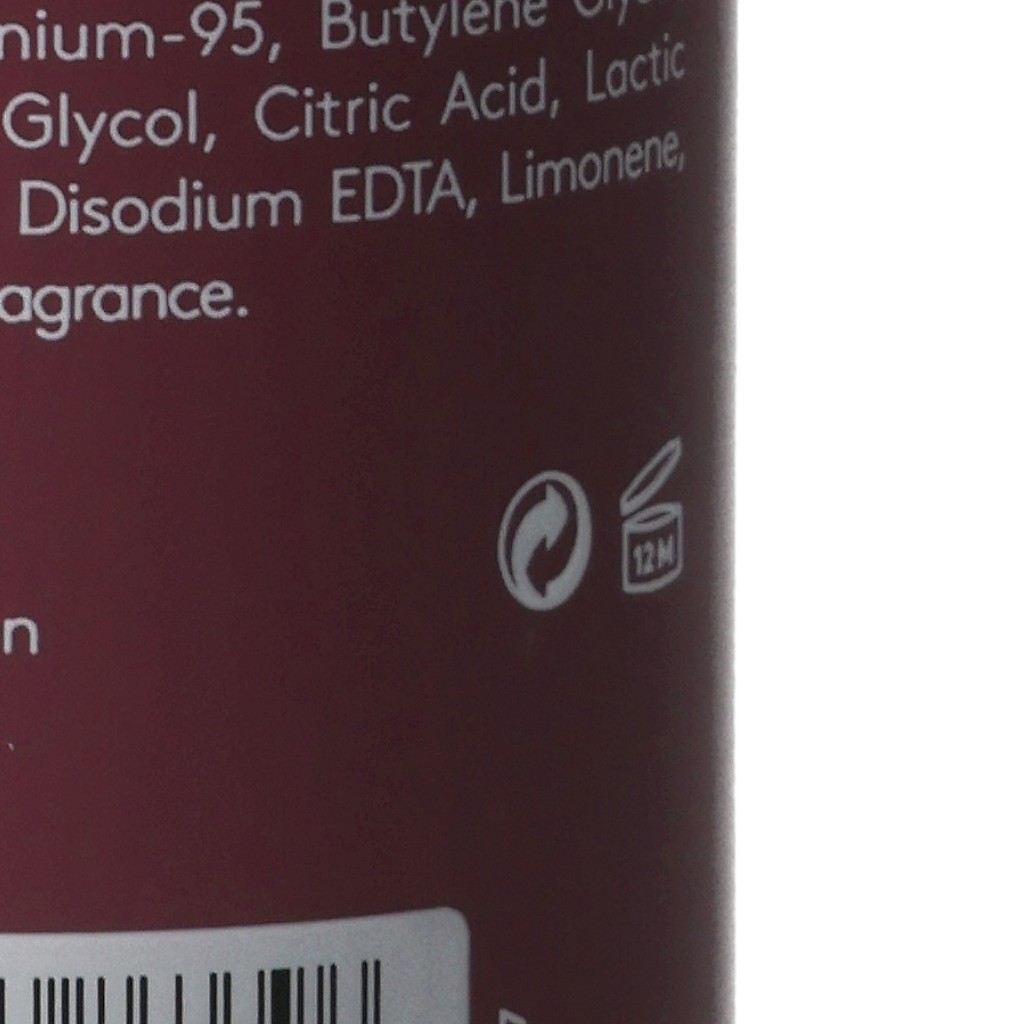 nium-95, Butylene
Glycol, Citric Acid, Lactic
Disodium EDTA, Limonene,
agrance.
12M
n